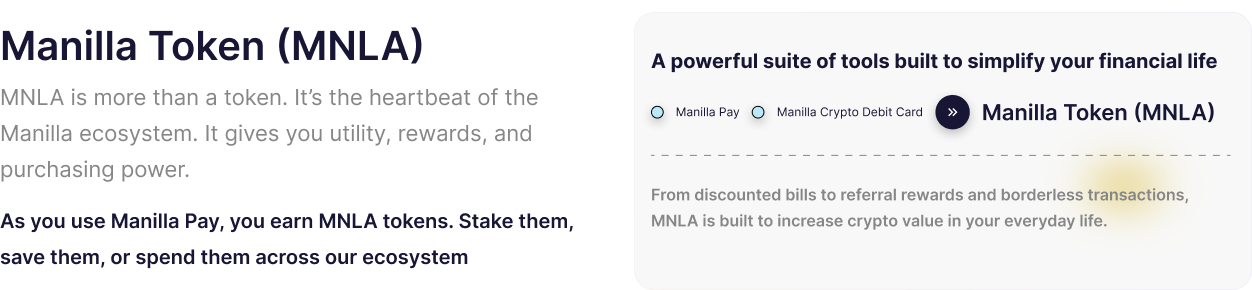 Manilla Token (MNLA)
MNLA is more than a token. It’s the heartbeat of the
Manilla ecosystem. It gives you utility, rewards, and
purchasing power.
As you use Manilla Pay, you earn MNLA tokens. Stake them,
save them, or spend them across our ecosystem
A powerful suite of tools built to simplify your financial life
Manilla Pay Manilla Crypto Debit Card » Manilla Token (MNLA)
From discounted bills to referral rewards and borderless transactions,
MNLA is built to increase crypto value in your everyday life.